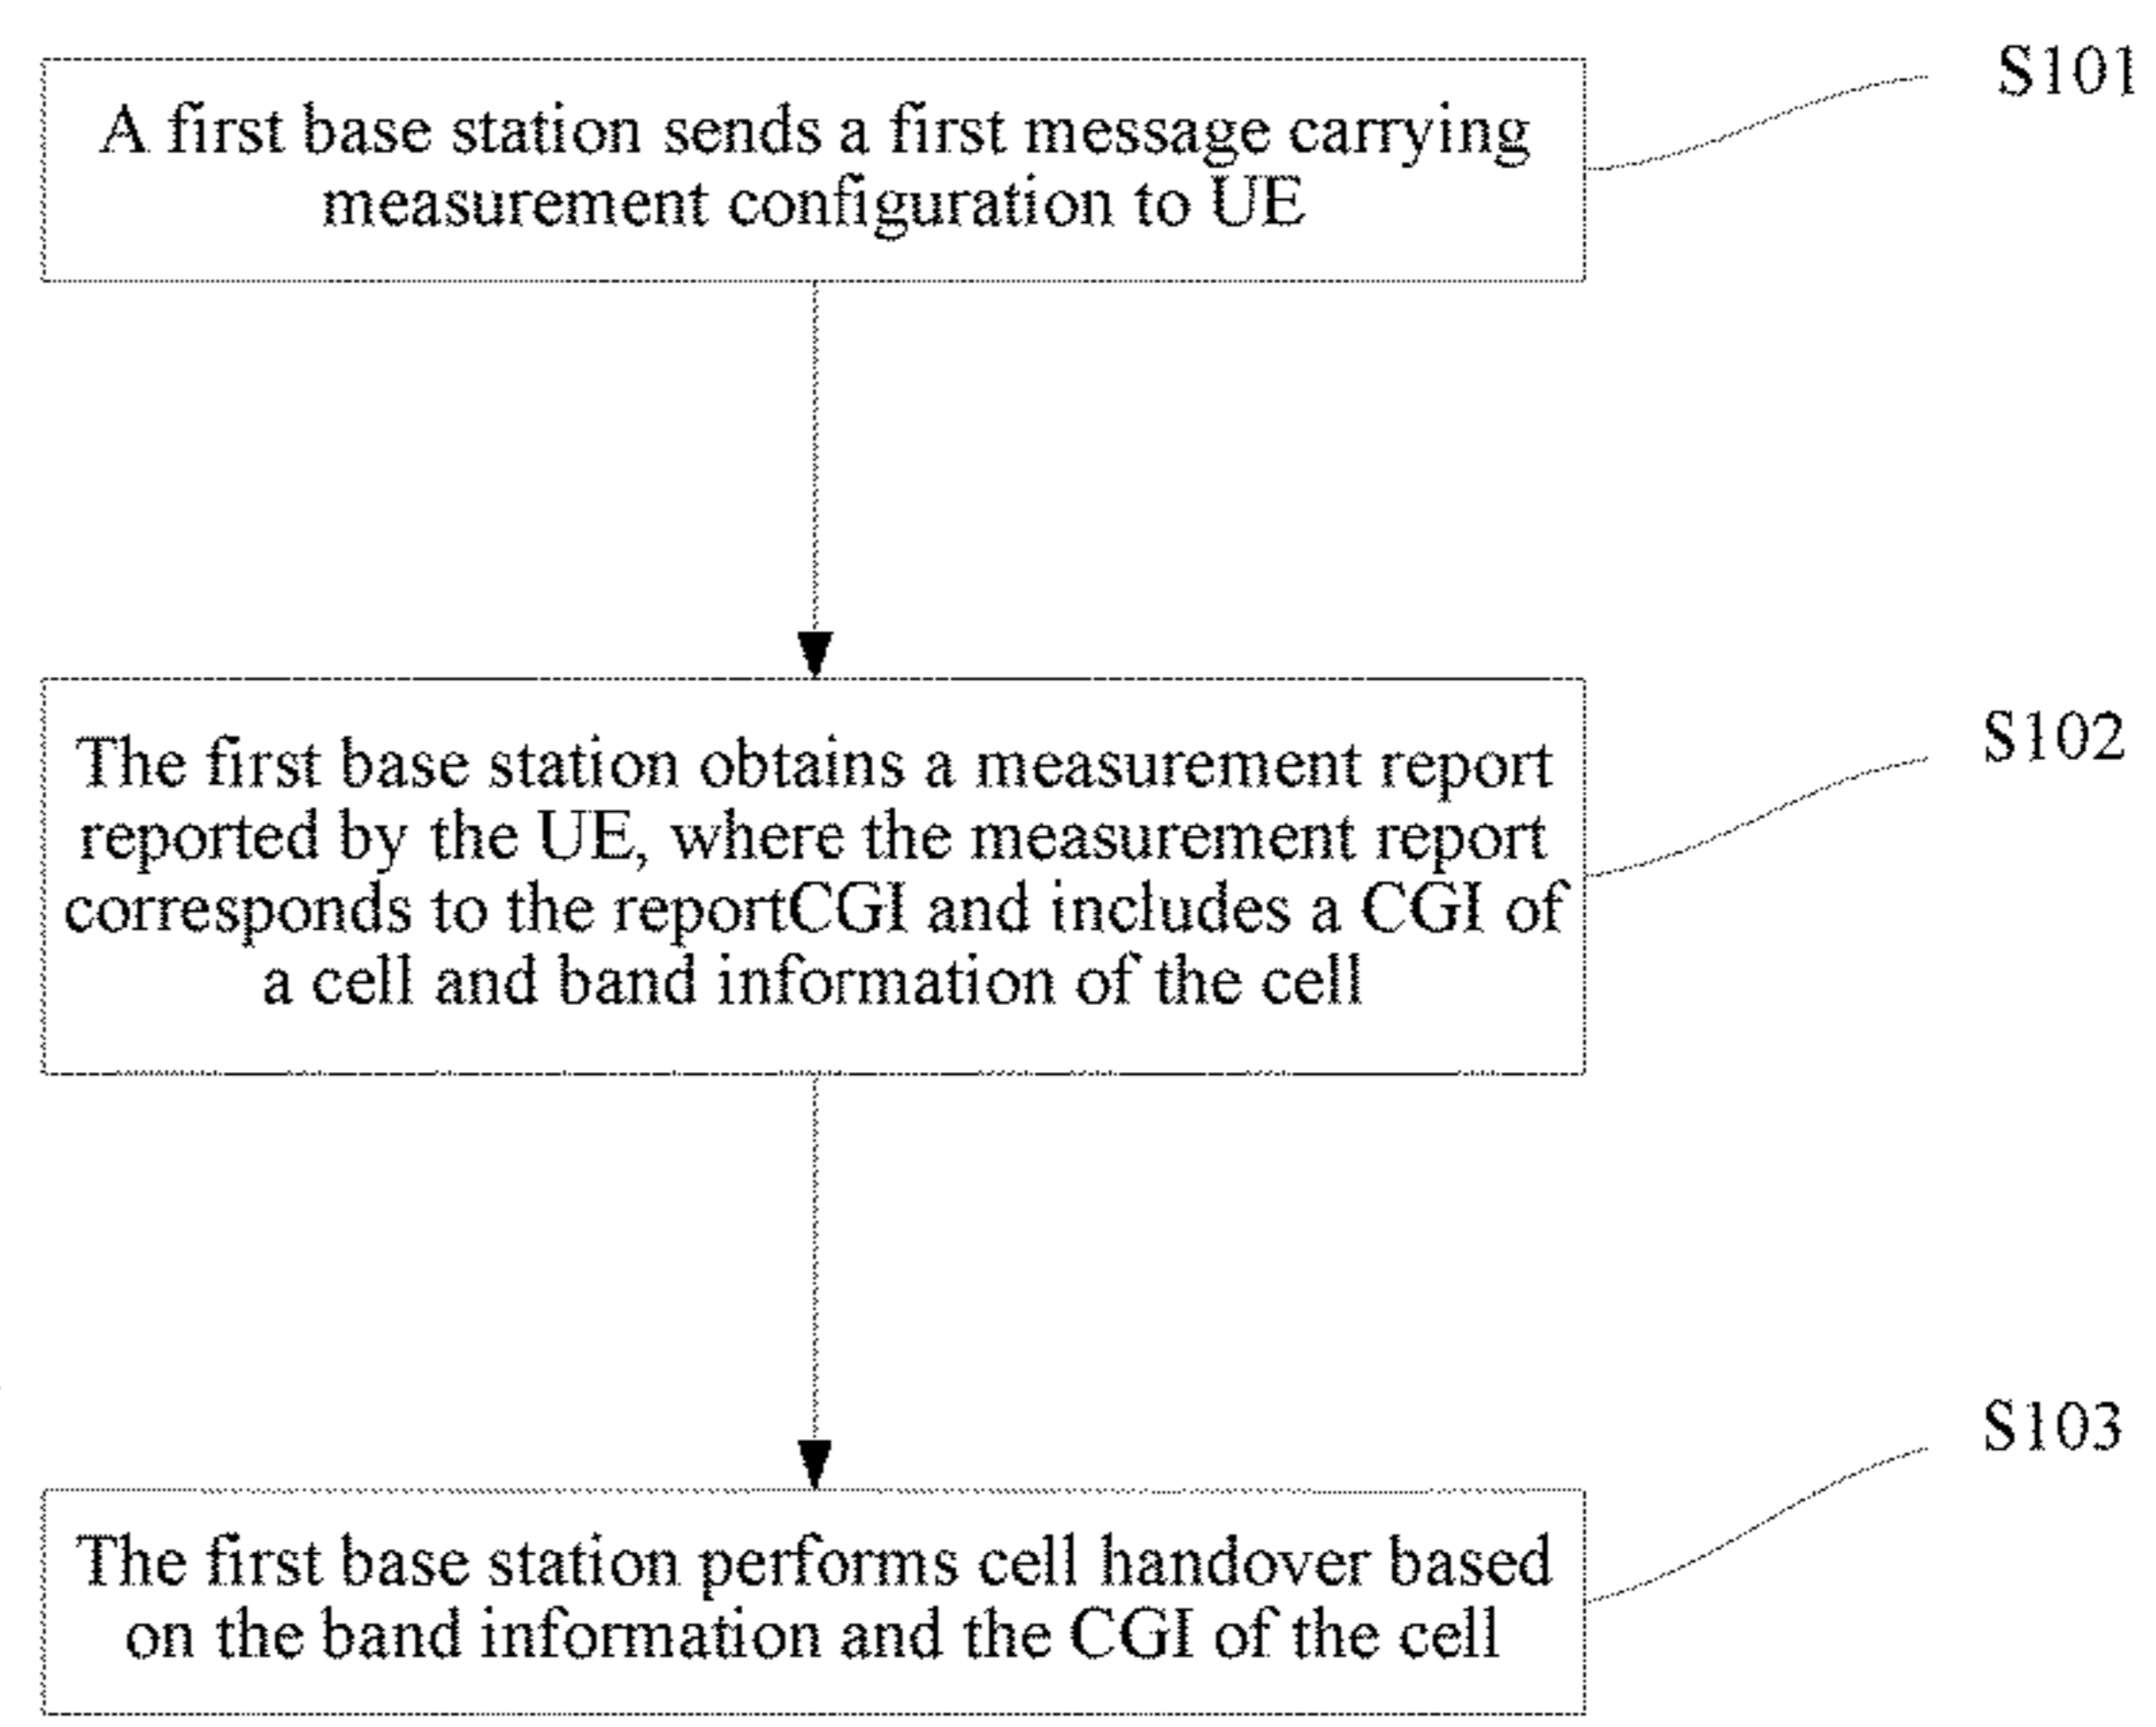 S101
A first base station sends a first message carrying
measurement configuration to UE
S102
The first base station obtains a measurement report
reported by the UE, where the measurement report
corresponds to the reportCGI and includes a CGI of
a cell and band information of the cell
S103
The first base station performs cell handover based
on the band information and the CGI of the cell